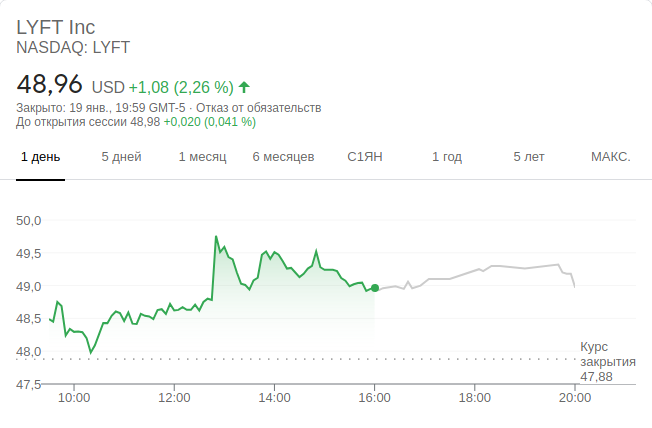 LYFT Inc
NASDAQ: LYFT
48,96 USD +1,08 (2,26 %)
Закрыто: 19 янв., 19:59 GMT-5 · Отказ от обязательств
До открытия сессии 48,98 +0,020 (0,041 %)
1 день 5 дней 1 месяц 6 месяцев С1ЯН 1 год 5 лет МАКС.
50,0
49,5
49,0
48,5
48,0
Курс
закрытия
47,88
47,5
10:00 12:00 14:00 16:00 18:00 20:00